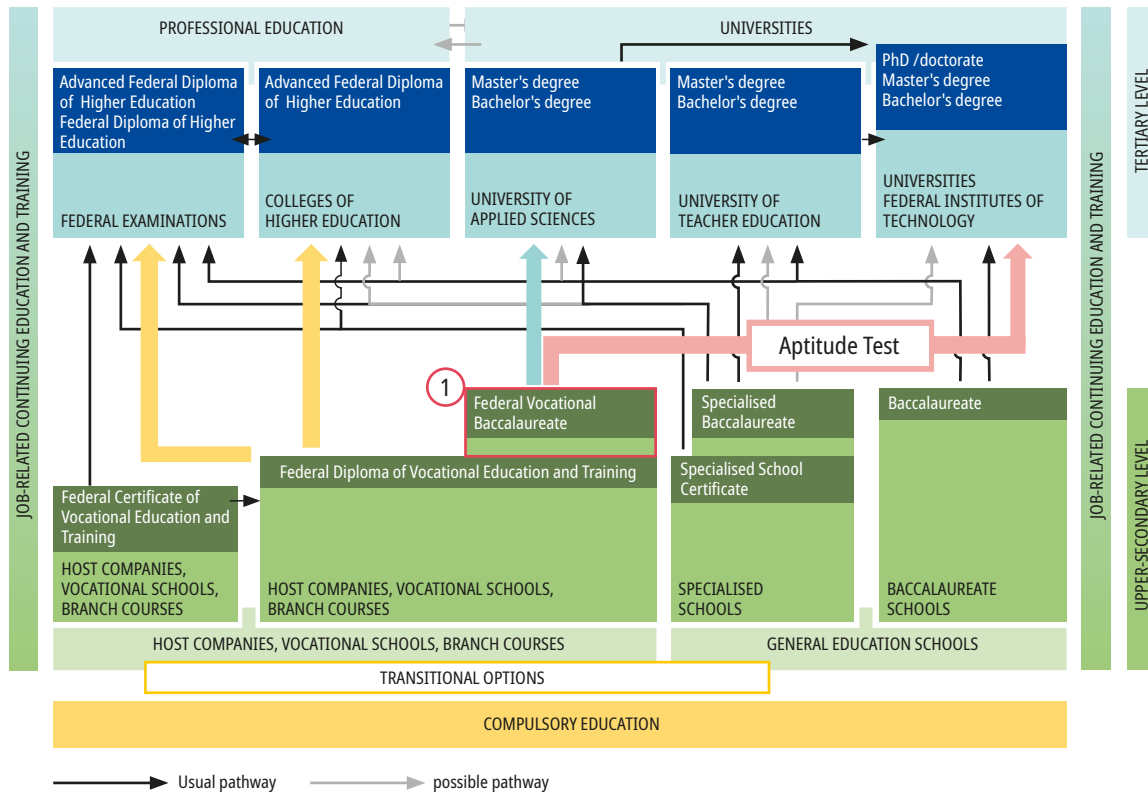 PROFESSIONAL EDUCATION
UNIVERSITIES
Advanced Federal Diploma
of Higher Education
Federal Diploma of Higher
Education
FEDERAL EXAMINATIONS
Advanced Federal Diploma
of Higher Education
COLLEGES OF
HIGHER EDUCATION
Master's degree
Bachelor's degree
UNIVERSITY OF
APPLIED SCIENCES
Master's degree
Bachelor's degree
UNIVERSITY OF
TEACHER EDUCATION
PhD /doctorate
Master's degree
Bachelor's degree
UNIVERSITIES
FEDERAL INSTITUTES OF
TECHNOLOGY
JOB-RELATED CONTINUING EDUCATION AND TRAINING
JOB-RELATED CONTINUING EDUCATION AND TRAINING
TERTIARY LEVEL
UPPER-SECONDARY LEVEL
Aptitude Test
1
Federal Vocational
Baccalaureate
Specialised
Baccalaureate
Baccalaureate
Federal Diploma of Vocational Education and Training
Specialised School
Certificate
Federal Certificate of
Vocational Education and
Training
HOST COMPANIES,
VOCATIONAL SCHOOLS,
BRANCH COURSES
HOST COMPANIES, VOCATIONAL SCHOOLS,
BRANCH COURSES
SPECIALISED
SCHOOLS
BACCALAUREATE
SCHOOLS
HOST COMPANIES, VOCATIONAL SCHOOLS, BRANCH COURSES
GENERAL EDUCATION SCHOOLS
TRANSITIONAL OPTIONS
COMPULSORY EDUCATION
Usual pathway
possible pathway